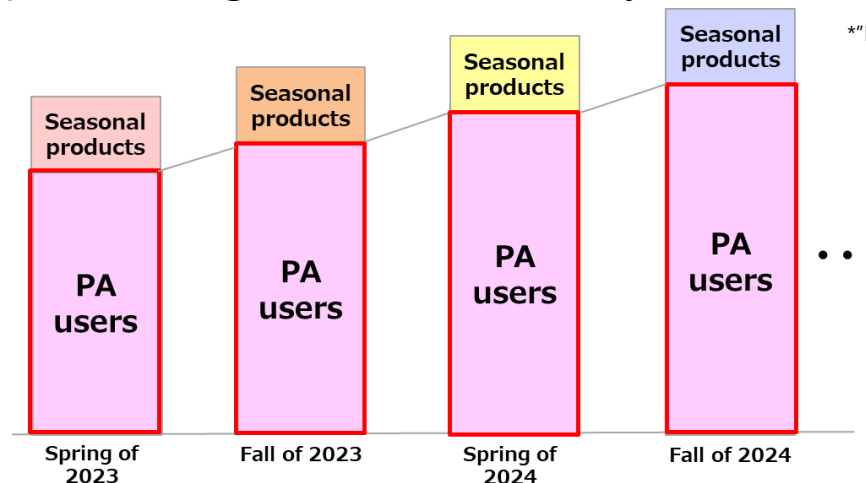 *"
Seasonal
products
Seasonal
products
Seasonal
products
Seasonal
products
PA
users
PA
users
PA
users
PA
users
Spring of
2023
Fall of 2023
Spring of
2024
Fall of 2024